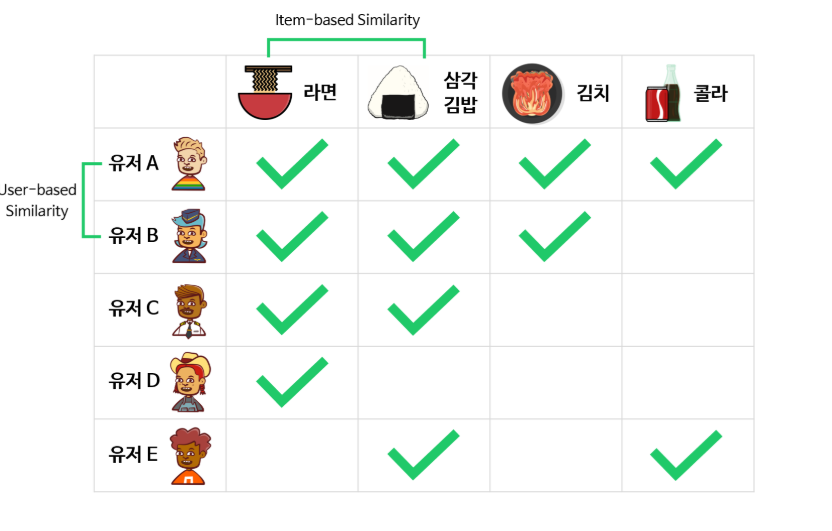 Item-based Similarity
라면
삼각
김밥
김치
콜라
유저 A
User-based
Similarity
유저 B
유저 C
유저 D
유저 E